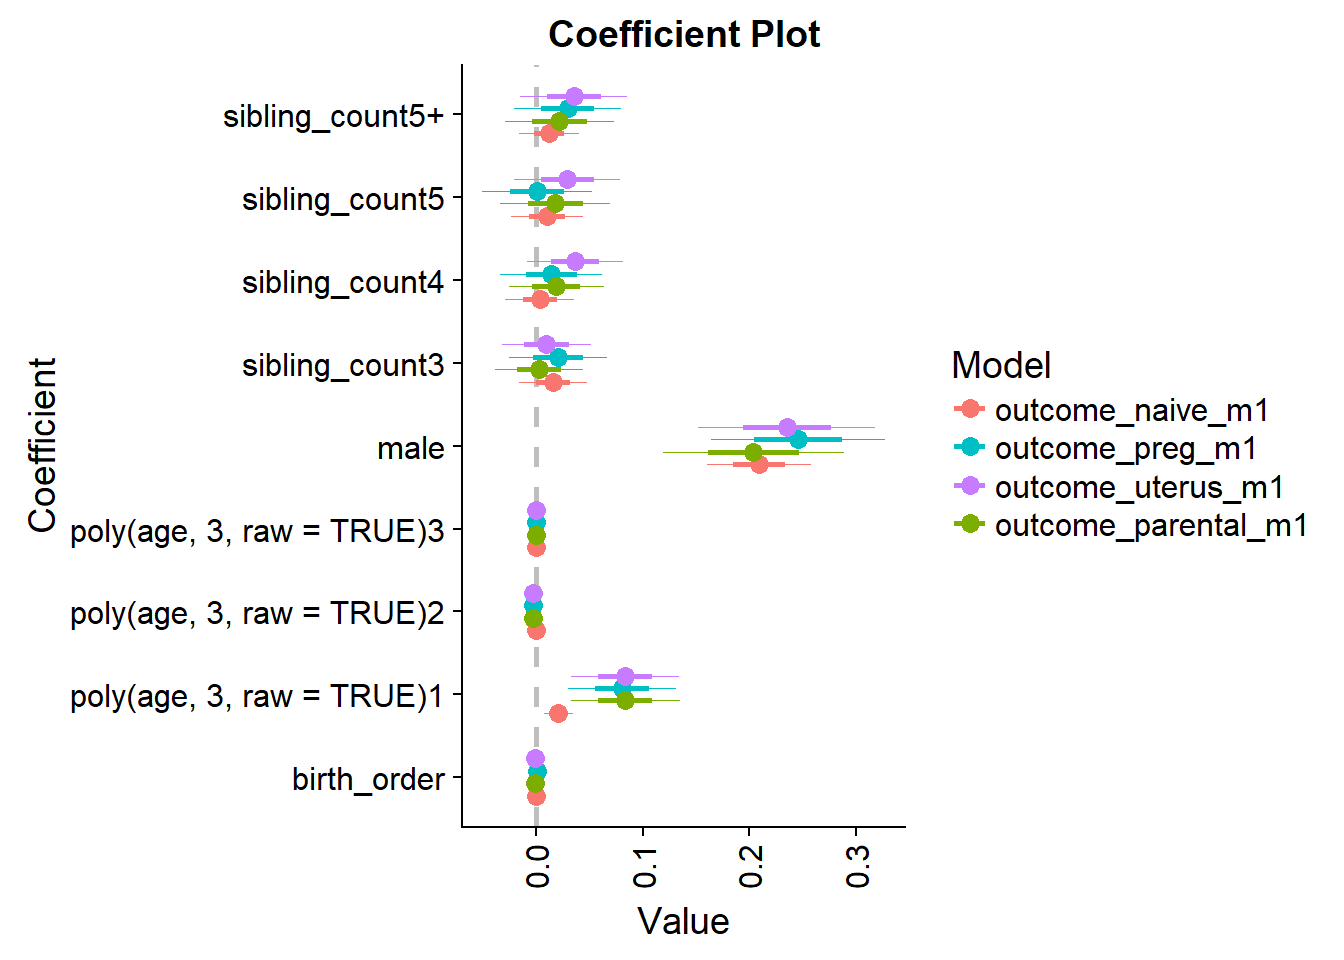 Coefficient Plot
Coefficient
sibling_count5+
sibling_count5
sibling_count4
sibling_count3
male
poly(age, 3, raw = TRUE)3
poly(age, 3, raw = TRUE)2
poly(age, 3, raw = TRUE)1
birth_order
0.0
0.1
0.2
0.3
Value
Model
outcome_naive_m1
outcome_preg_m1
outcome_uterus_m1
outcome_parental_m1